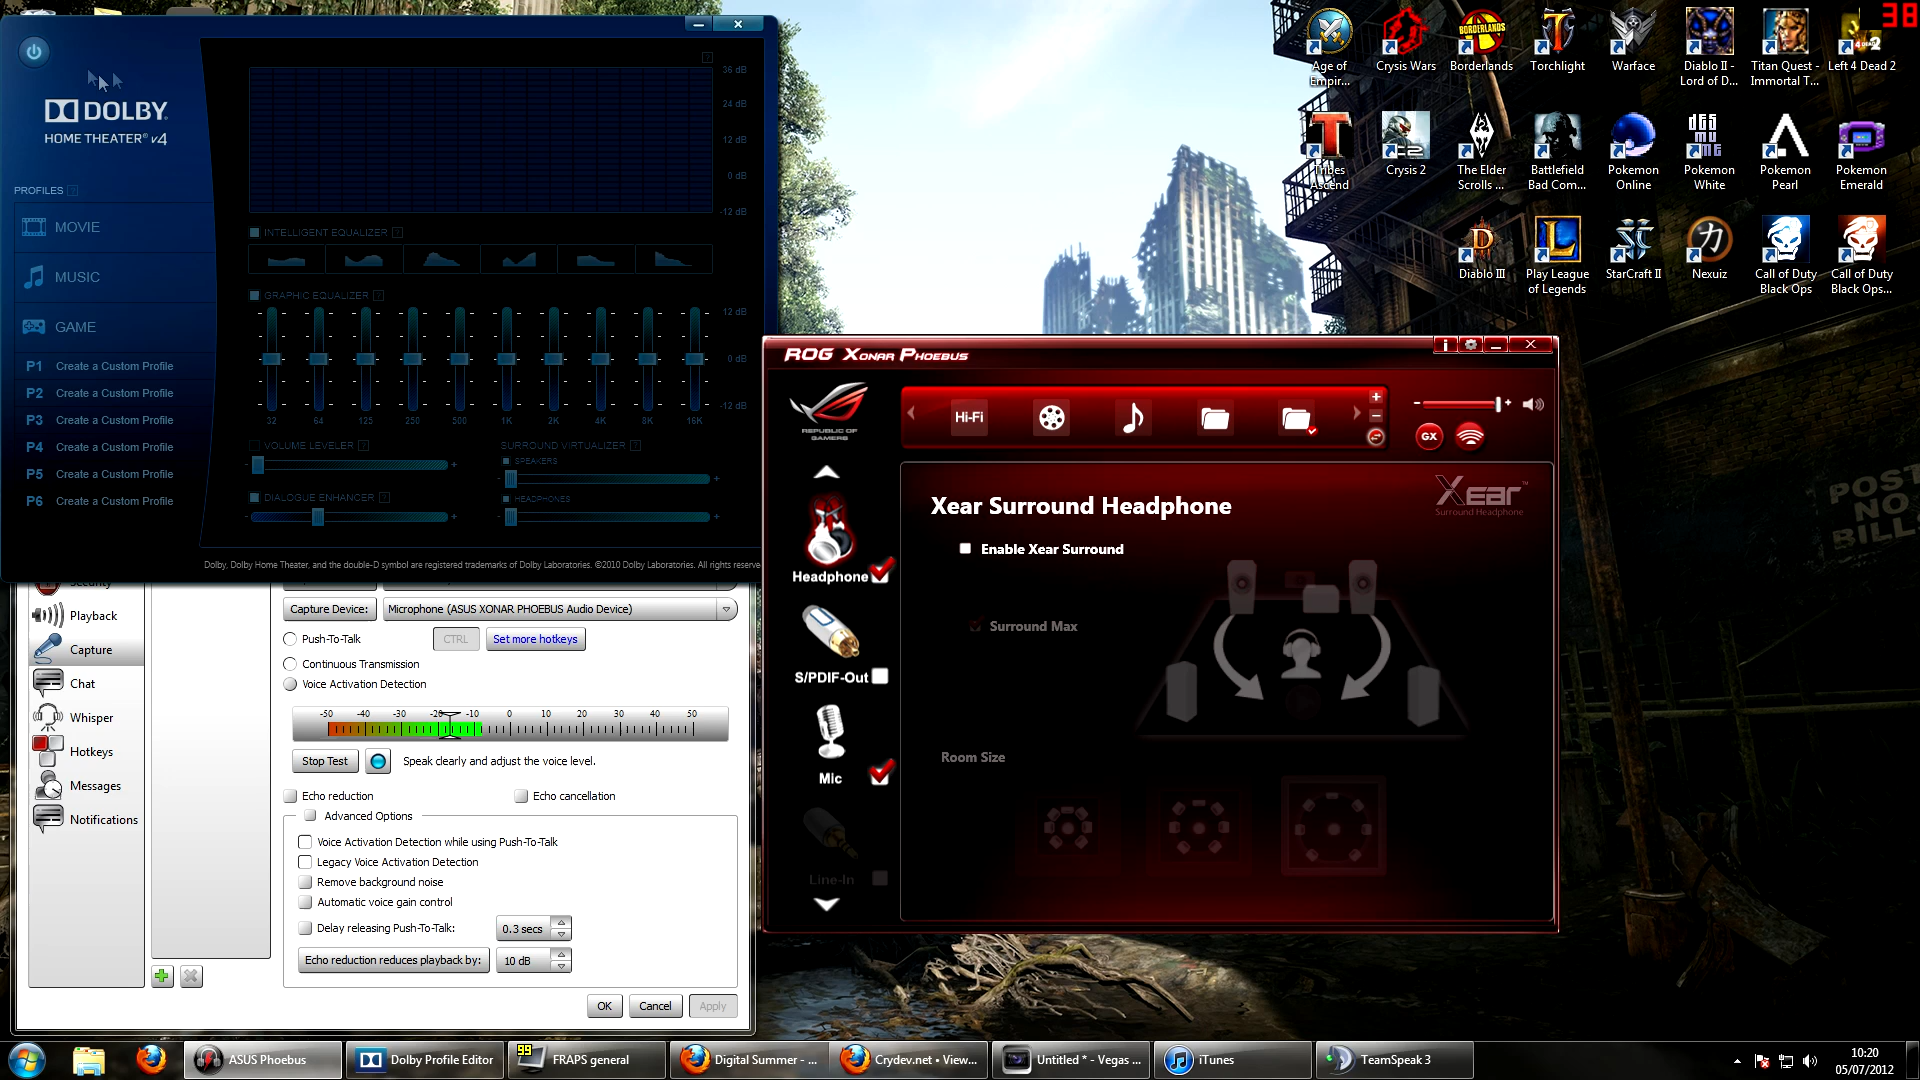 DOLBY
HOME THEATER® v4
PROFILES ?
MOVIE
MUSIC
GAME
P1 Create a Custom Profile
P2 Create a Custom Profile
P3 Create a Custom Profile
P4 Create a Custom Profile
P5 Create a Custom Profile
P6 Create a Custom Profile
36 dB
24 dB
12 dB
0 dB
-12 dB
INTELLIGENT EQUALIZER ?
GRAPHIC EQUALIZER ?
12 dB
0 dB
-12 dB
32 64 125 250 500 1K 2K 4K 8K 16K
VOLUME LEVELER ?
SURROUND VIRTUALIZER ?
SPEAKERS
DIALOGUE ENHANCER ?
HEADPHONES
Dolby, Dolby Home Theater, and the double-D symbol are registered trademarks of Dolby Laboratories. ©2010 Dolby Laboratories. All rights reserve
Security
Playback
Capture
Chat
Whisper
Hotkeys
Messages
Notifications
Capture Device: Microphone (ASUS XONAR PHOEBUS Audio Device)
Push-To-Talk CTRL Set more hotkeys
Continuous Transmission
Voice Activation Detection
-50 -40 -30 -20 -10 0 10 20 30 40 50
Stop Test Speak clearly and adjust the voice level.
Echo reduction Echo cancellation
Advanced Options
Voice Activation Detection while using Push-To-Talk
Legacy Voice Activation Detection
Remove background noise
Automatic voice gain control
Delay releasing Push-To-Talk: 0.3 secs
Echo reduction reduces playback by: 10 dB
OK Cancel Apply
ROG XONAR PHOEBUS
REPUBLIC OF
GAMERS
Hi-Fi
GX
Headphone
S/PDIF-Out
Mic
Line-In
Xear Surround Headphone
Xear™
Surround Headphone
Enable Xear Surround
Surround Max
Room Size
38
Age of Empir...
Crysis Wars
Borderlands
Torchlight
Warface
Diablo II - Lord of D...
Titan Quest - Immortal T...
Left 4 Dead 2
Tribes Ascend
Crysis 2
The Elder Scrolls ...
Battlefield Bad Com...
Pokemon Online
Pokemon White
Pokemon Pearl
Pokemon Emerald
Diablo III
Play League of Legends
StarCraft II
Nexuiz
Call of Duty Black Ops
Call of Duty Black Ops...
POST
NO
BILL
ASUS Phoebus
Dolby Profile Editor
99
FRAPS general
Digital Summer - ...
Crydev.net • View...
Untitled * - Vegas ...
iTunes
TeamSpeak 3
10:20
05/07/2012